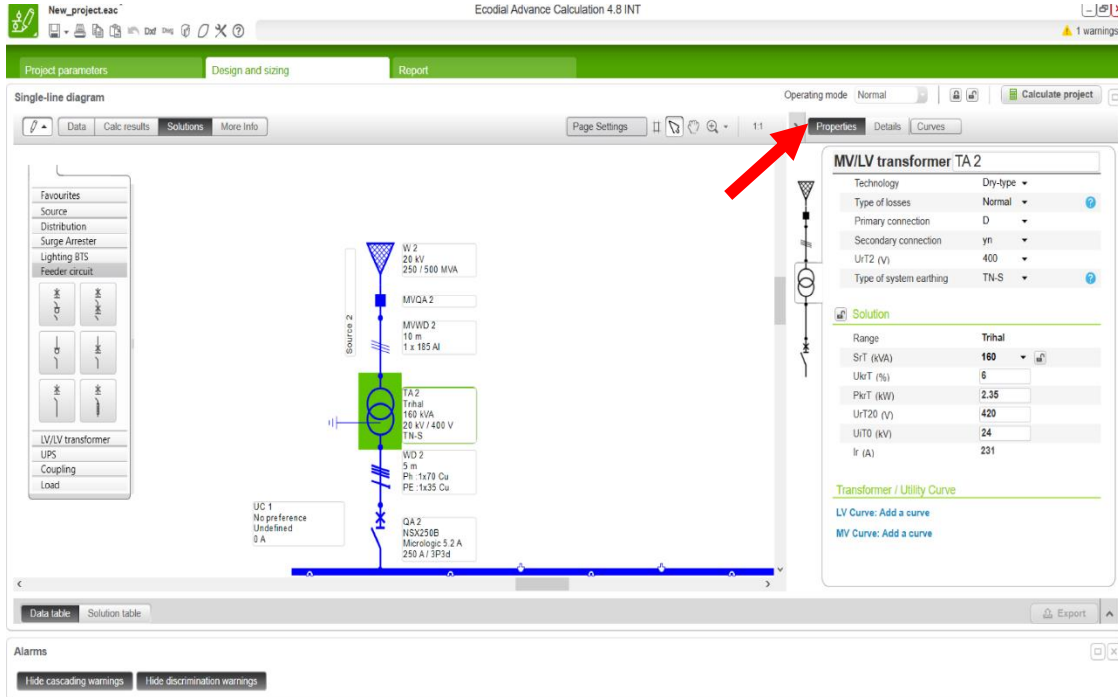 New_project.eac
Ecodial Advance Calculation 4.8 INT
Dxf Dwg
1 warnings
Project parameters Design and sizing Report
Single-line diagram
Operating mode Normal Calculate project
Data Calc results Solutions More Info
Page Settings 1:1
Properties Details Curves
Favourites
Source
Distribution
Surge Arrester
Lighting BTS
Feeder circuit
LV/LV transformer
UPS
Coupling
Load
Source 2
W 2
20 kV
250 / 500 MVA
MVQA 2
MVWD 2
10 m
1 x 185 Al
TA 2
Trihal
160 kVA
20 kV / 400 V
TN-S
WD 2
5 m
Ph :1x70 Cu
PE :1x35 Cu
UC 1
No preference
Undefined
0 A
QA 2
NSX250B
Micrologic 5.2 A
250 A / 3P3d
MV/LV transformer TA 2
Technology Dry-type
Type of losses Normal ?
Primary connection D
Secondary connection yn
UrT2 (V) 400
Type of system earthing TN-S ?
Solution
Range Trihal
SrT (kVA) 160
UkrT (%) 6
PkrT (kW) 2.35
UrT20 (V) 420
UiT0 (kV) 24
Ir (A) 231
Transformer / Utility Curve
LV Curve: Add a curve
MV Curve: Add a curve
Data table Solution table Export
Alarms
Hide cascading warnings Hide discrimination warnings